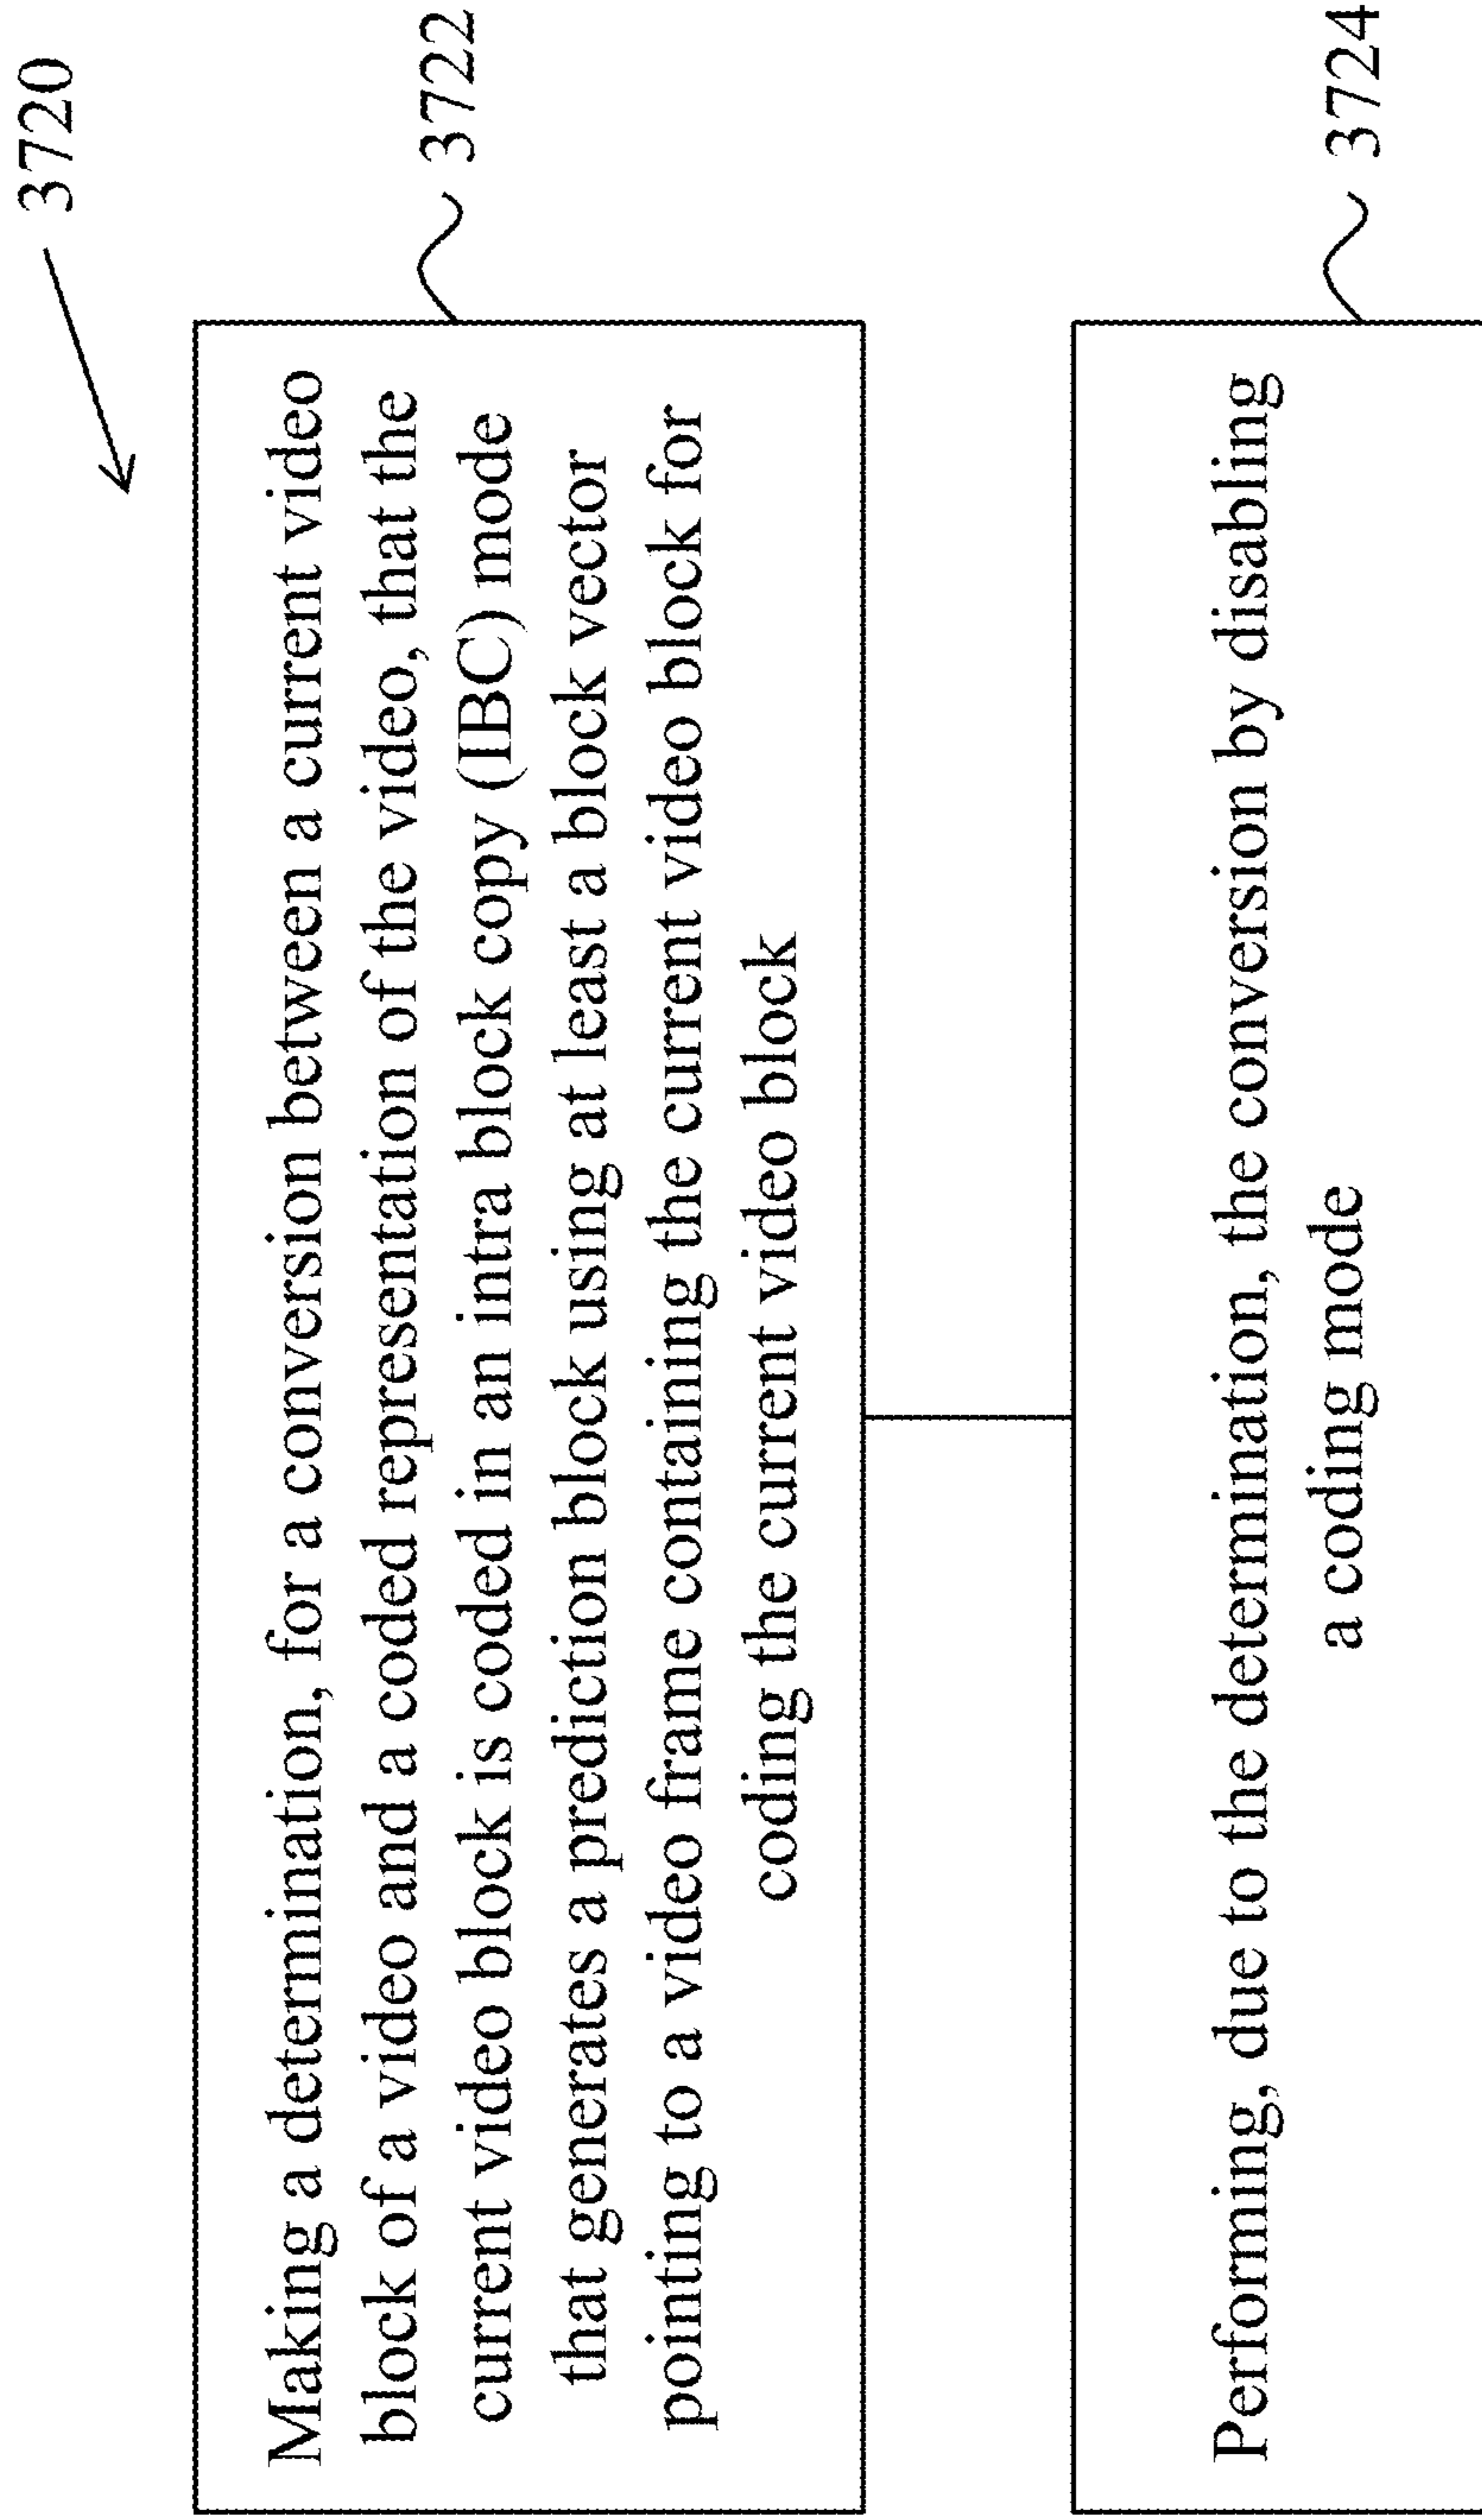 3720
Making a determination, for a conversion between a current video
block of a video and a coded representation of the video, that the
current video block is coded in an intra block copy (IBC) mode
that generates a prediction block using at least a block vector
pointing to a video frame containing the current video block for
coding the current video block
3722
Performing, due to the determination, the conversion by disabling
a coding mode
3724